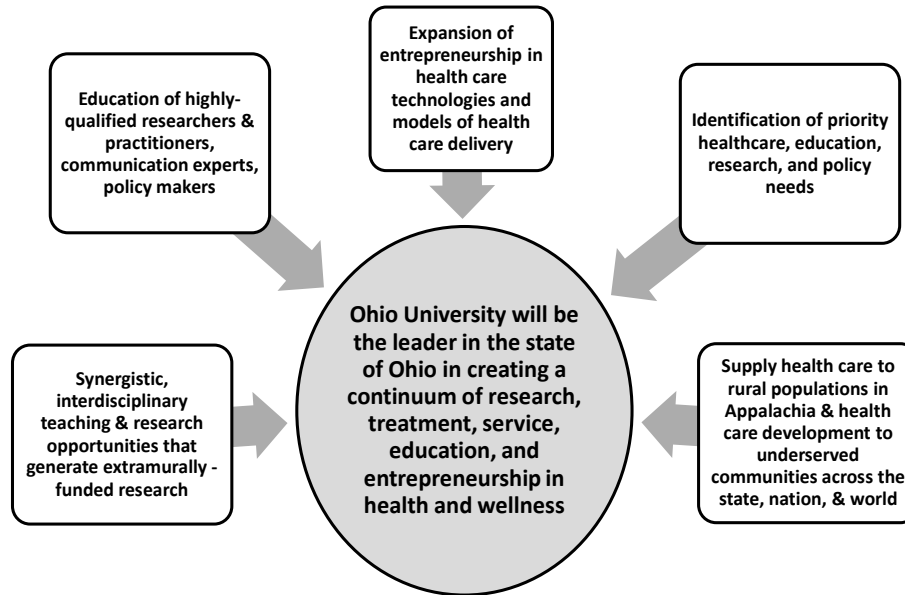 Expansion of
entrepreneurship in
health care
technologies and
models of health
care delivery
Education of highly-
qualified researchers &
practitioners,
communication experts,
policy makers
Identification of priority
healthcare, education,
research, and policy
needs
Ohio University will be
the leader in the state
of Ohio in creating a
continuum of research,
treatment, service,
education, and
entrepreneurship in
health and wellness
Synergistic,
interdisciplinary
teaching & research
opportunities that
generate extramurally -
funded research
Supply health care to
rural populations in
Appalachia & health
care development to
underserved
communities across the
state, nation, & world